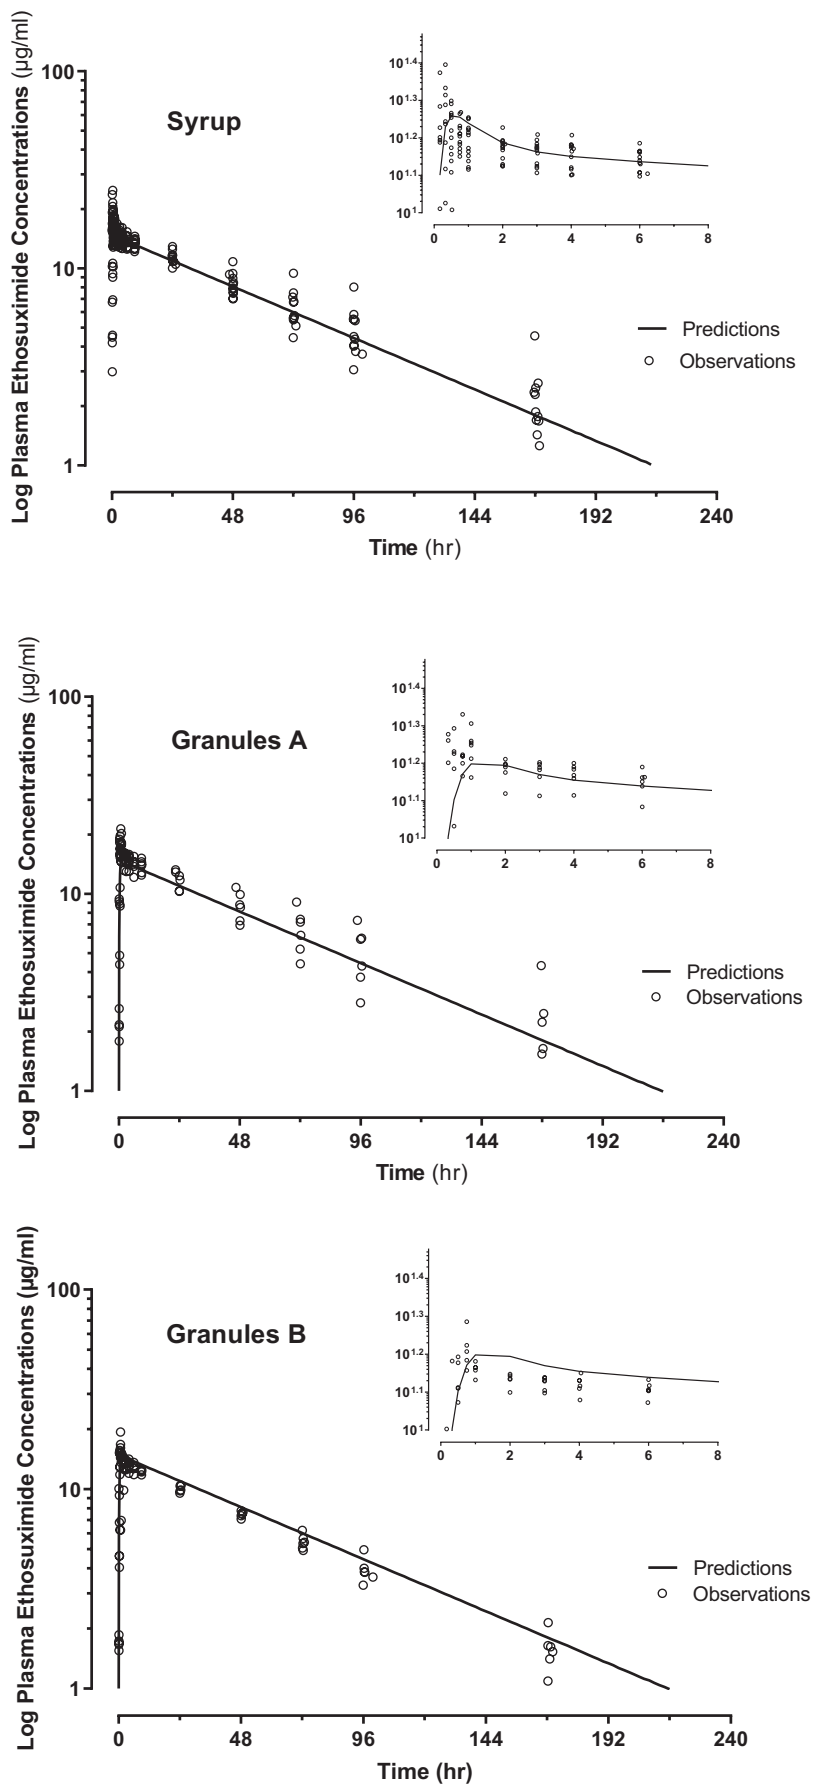 Log Plasma Ethosuximide Concentrations (µg/ml)
100
10
1
Syrup
10^1.4
10^1.3
10^1.2
10^1.1
10^1
0 2 4 6 8
Predictions
Observations
0 48 96 144 192 240
Time (hr)
Log Plasma Ethosuximide Concentrations (µg/ml)
100
10
1
Granules A
10^1.4
10^1.3
10^1.2
10^1.1
10^1
0 2 4 6 8
Predictions
Observations
0 48 96 144 192 240
Time (hr)
Log Plasma Ethosuximide Concentrations (µg/ml)
100
10
1
Granules B
10^1.4
10^1.3
10^1.2
10^1.1
10^1
0 2 4 6 8
Predictions
Observations
0 48 96 144 192 240
Time (hr)